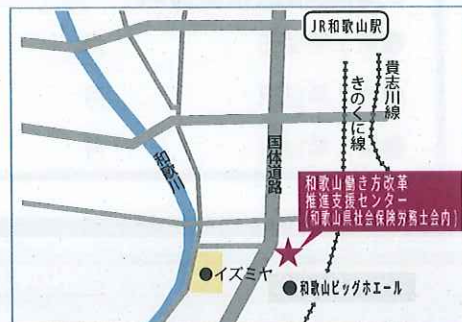 JR和歌山駅
貴志川線
きのくに線
国体道路
和歌川
和歌山働き方改革
推進支援センター
(和歌山県社会保険労務士会内)
●イズミヤ
●和歌山ビッグホエール